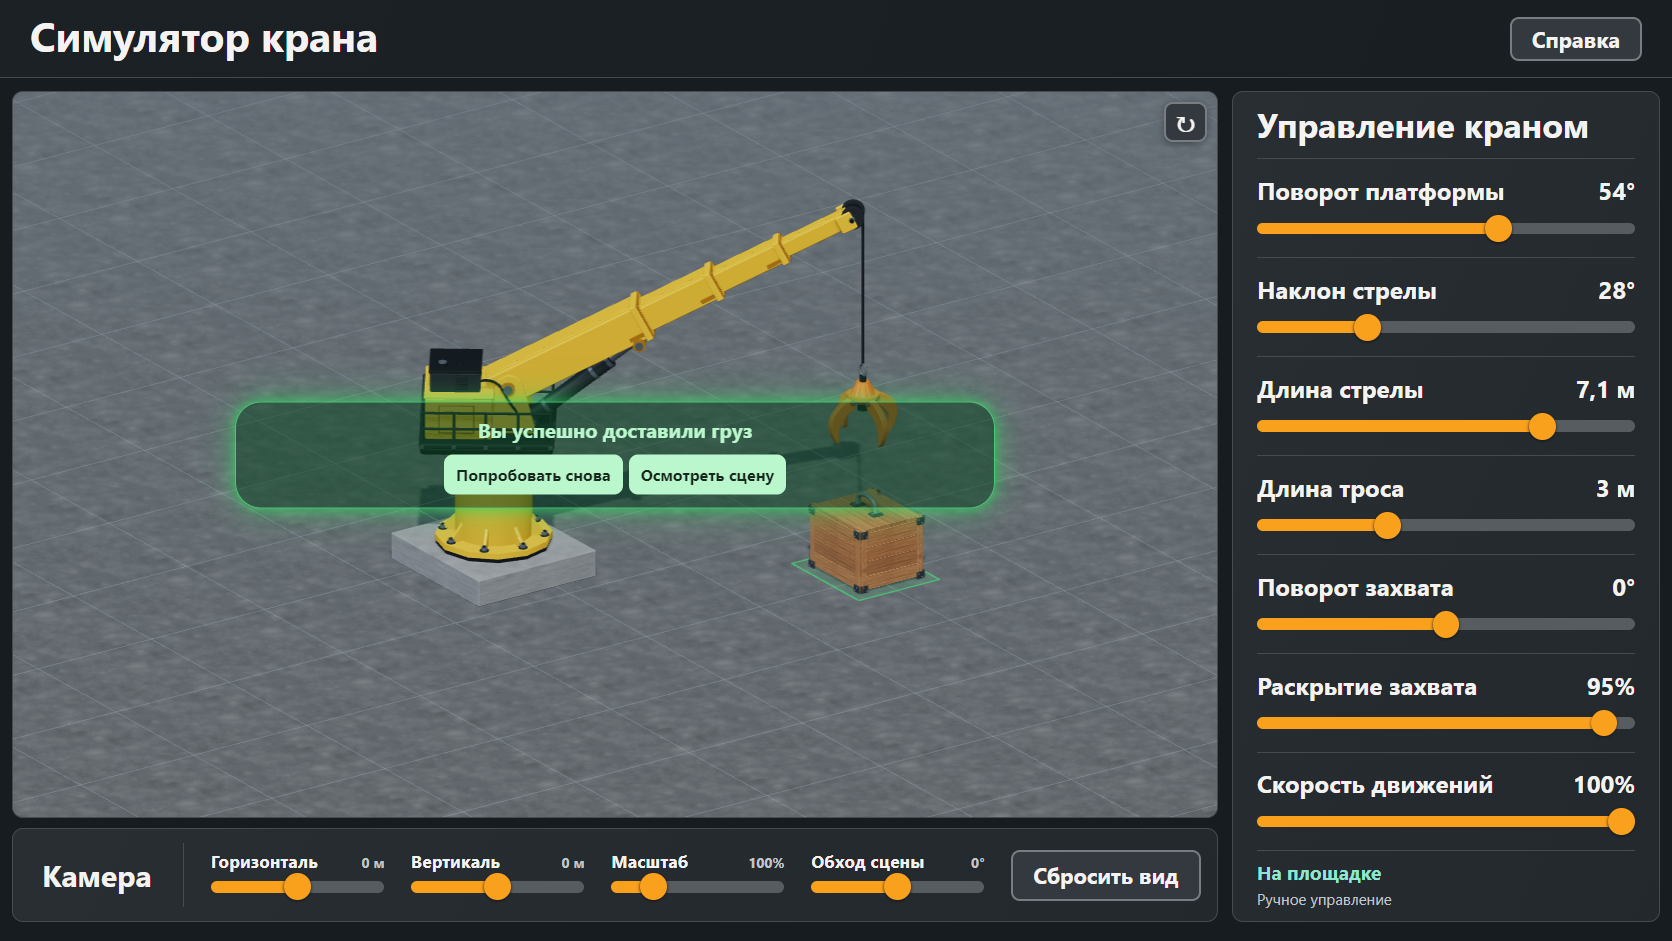 Симулятор крана
Справка
Вы успешно доставили груз
Попробовать снова
Осмотреть сцену
Управление краном
Поворот платформы 54°
Наклон стрелы 28°
Длина стрелы 7,1 м
Длина троса 3 м
Поворот захвата 0°
Раскрытие захвата 95%
Скорость движений 100%
На площадке
Ручное управление
Камера
Горизонталь 0 м
Вертикаль 0 м
Масштаб 100%
Обход сцены 0°
Сбросить вид